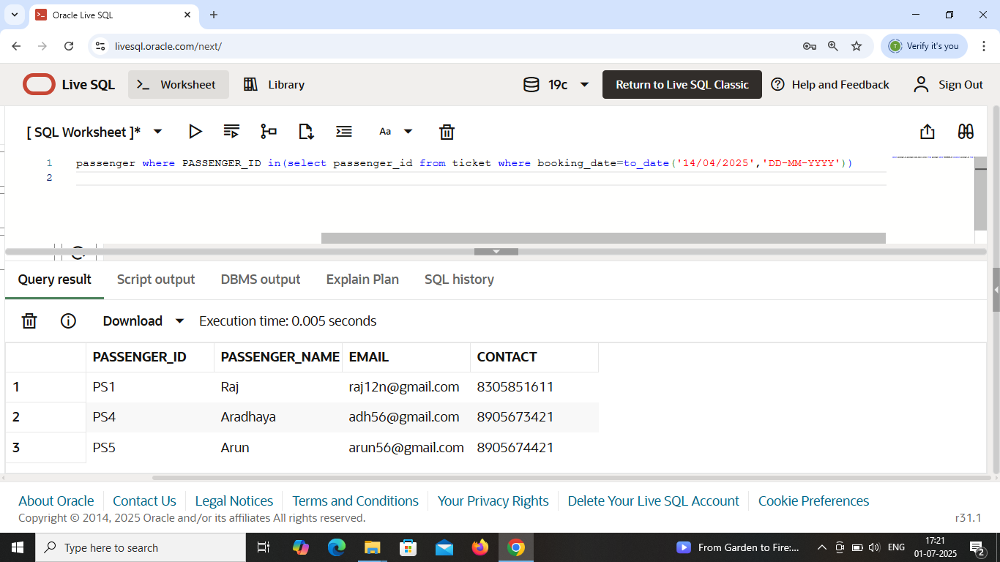 Oracle Live SQL
livesql.oracle.com/next/
T
Verify it's you
Live SQL
Worksheet
Library
19c
Return to Live SQL Classic
Help and Feedback
Sign Out
[ SQL Worksheet ]*
Aa
1 passenger where PASSENGER_ID in(select passenger_id from ticket where booking_date=to_date('14/04/2025','DD-MM-YYYY'))
2
Query result Script output DBMS output Explain Plan SQL history
Download Execution time: 0.005 seconds
PASSENGER_ID PASSENGER_NAME EMAIL CONTACT
1 PS1 Raj raj12n@gmail.com 8305851611
2 PS4 Aradhaya adh56@gmail.com 8905673421
3 PS5 Arun arun56@gmail.com 8905674421
About Oracle Contact Us Legal Notices Terms and Conditions Your Privacy Rights Delete Your Live SQL Account Cookie Preferences
Copyright © 2014, 2025 Oracle and/or its affiliates All rights reserved.
r31.1
Type here to search
From Garden to Fire:...
ENG
17:21
01-07-2025
2